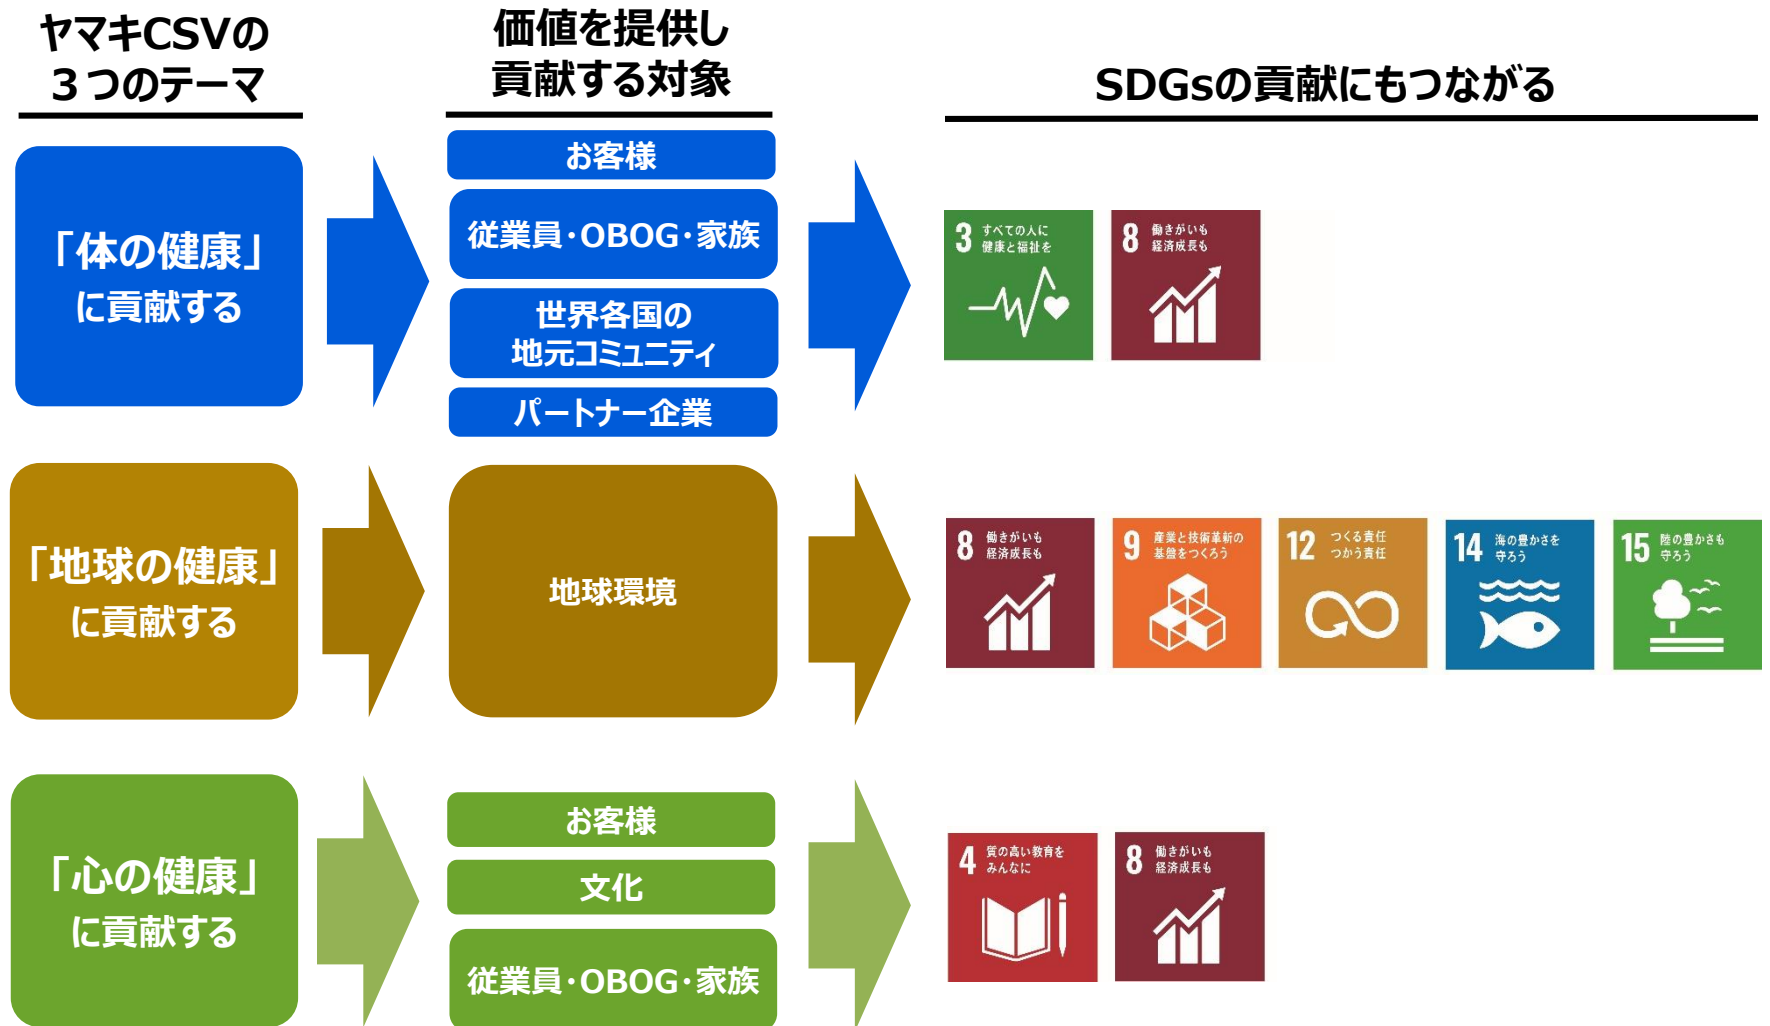 ヤマキCSVの
３つのテーマ
価値を提供し
貢献する対象
SDGsの貢献にもつながる
「体の健康」
に貢献する
お客様
従業員・OBOG・家族
世界各国の
地元コミュニティ
パートナー企業
3 すべての人に
健康と福祉を
8 働きがいも
経済成長も
「地球の健康」
に貢献する
地球環境
8 働きがいも
経済成長も
9 産業と技術革新の
基盤をつくろう
12 つくる責任
つかう責任
14 海の豊かさを
守ろう
15 陸の豊かさも
守ろう
「心の健康」
に貢献する
お客様
文化
従業員・OBOG・家族
4 質の高い教育を
みんなに
8 働きがいも
経済成長も